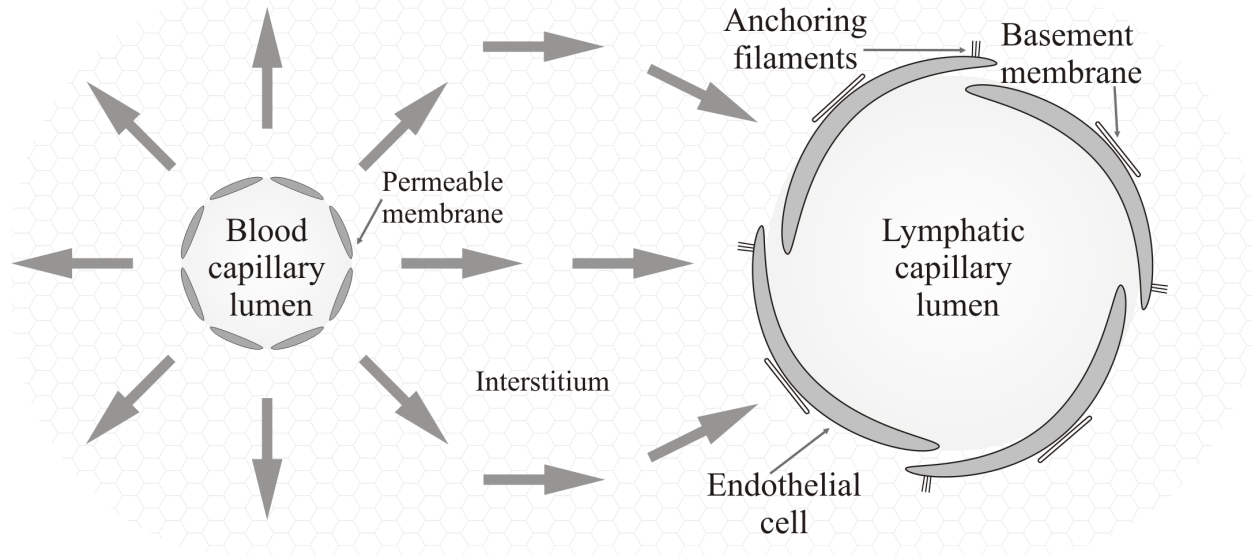 Anchoring
filaments
Basement
membrane
Permeable
membrane
Blood
capillary
lumen
Lymphatic
capillary
lumen
Interstitium
Endothelial
cell